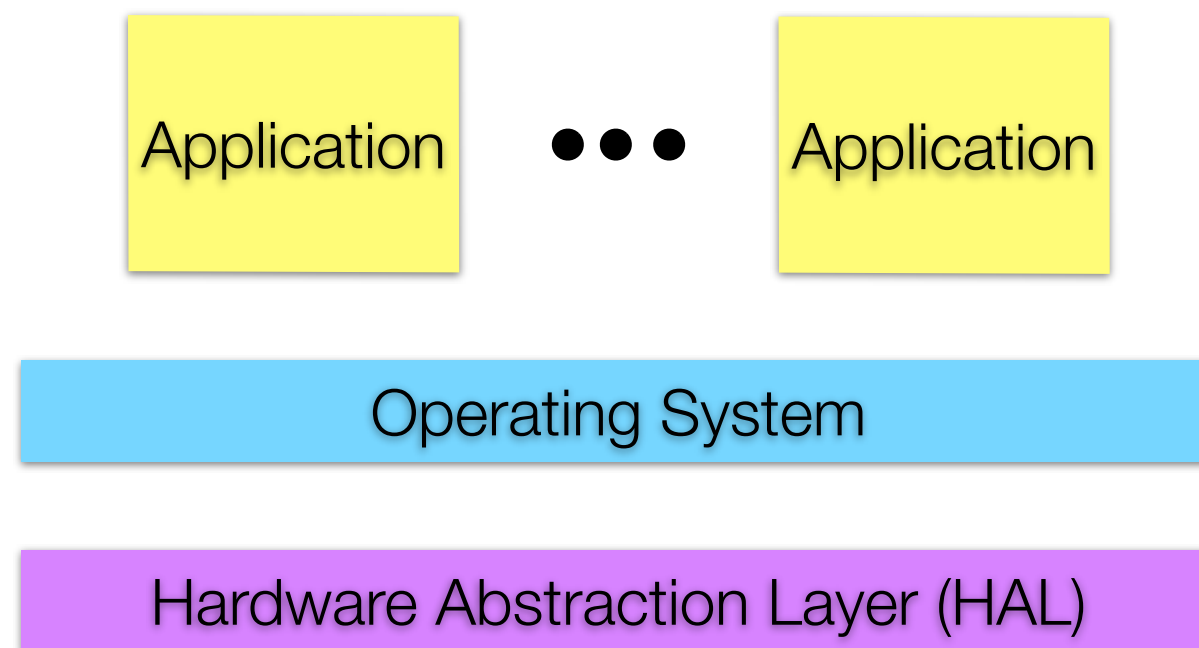 Application ••• Application
Operating System
Hardware Abstraction Layer (HAL)